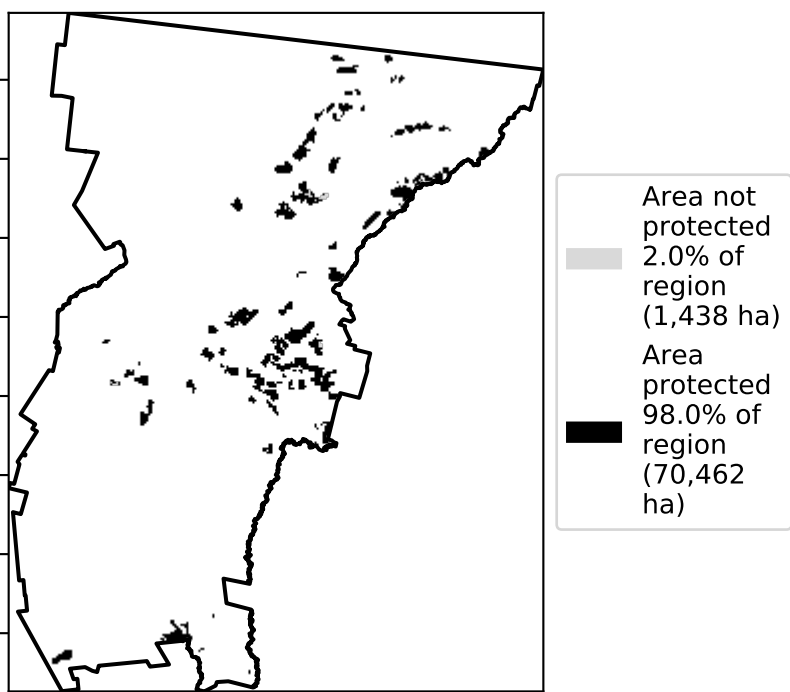 Area not
protected
2.0% of
region
(1,438 ha)
Area
protected
98.0% of
region
(70,462
ha)